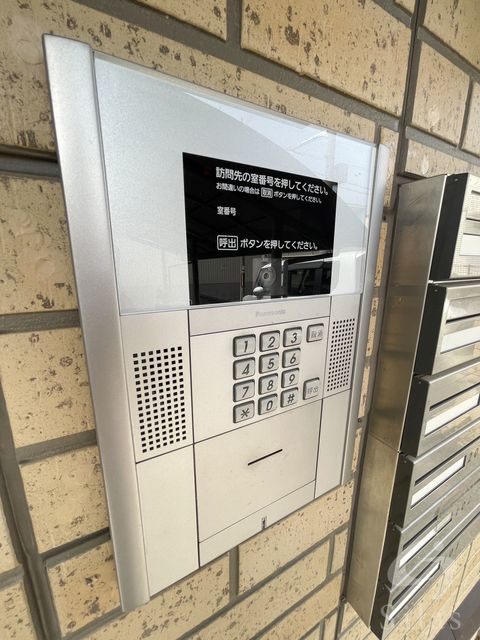 訪問先の室番号を押してください。
お間違いの場合は 取消 ボタンを押してください。
室番号
呼出 ボタンを押してください。
Panasonic
1 2 3 取消
4 5 6
7 8 9
* 0 # 呼出